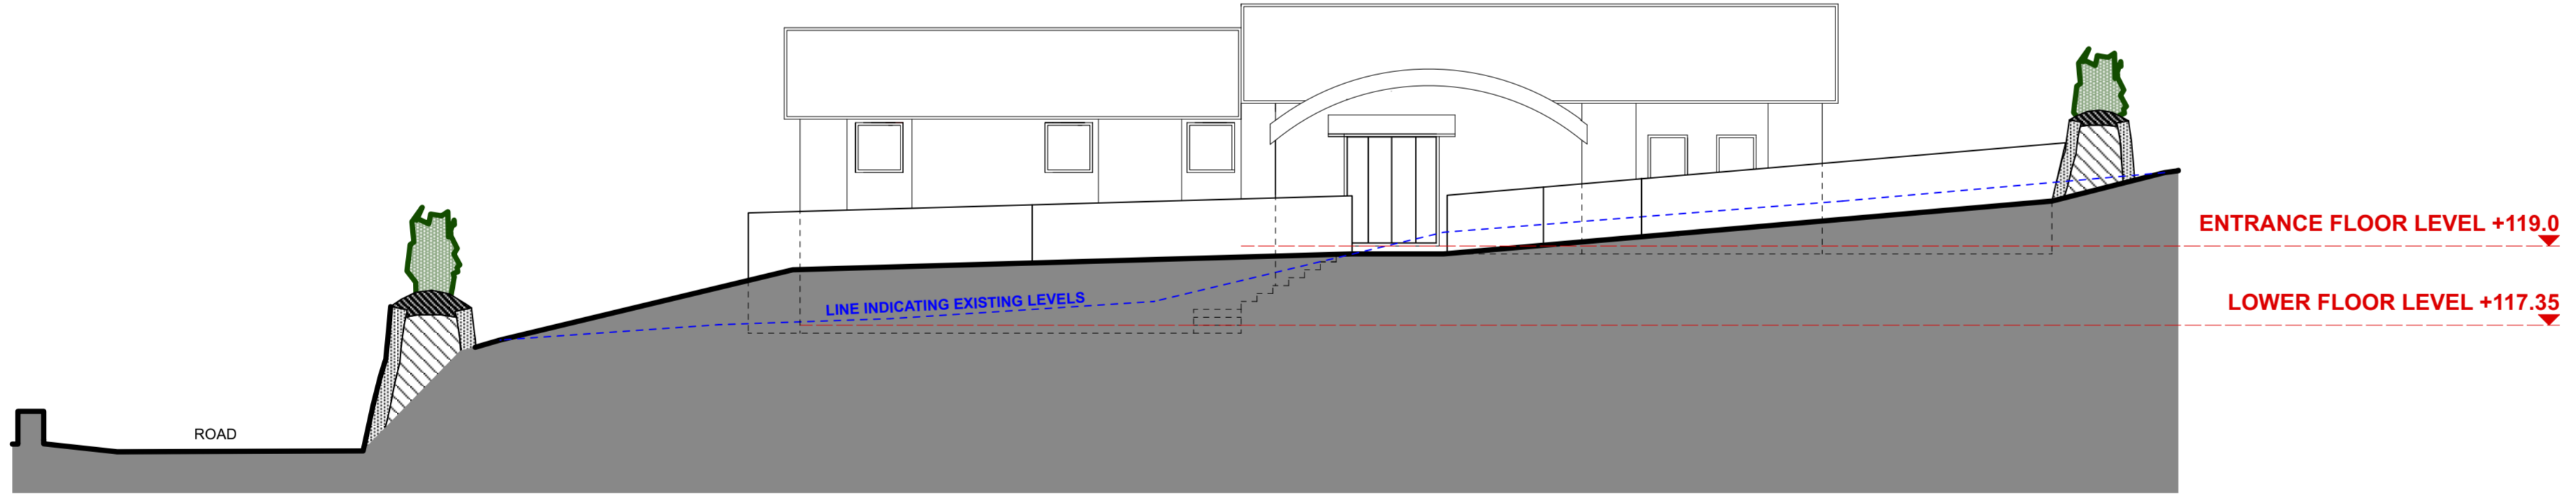 ENTRANCE FLOOR LEVEL +119.0
LINE INDICATING EXISTING LEVELS
LOWER FLOOR LEVEL +117.35
ROAD